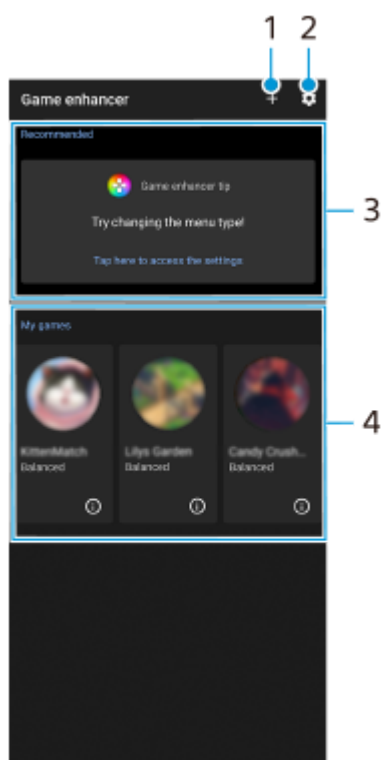 1 2
Game enhancer
Recommended
Game enhancer tip
Try changing the menu type!
Tap here to access the settings
3
My games
4
KittenMatch Lilys Garden Candy Crush...
Balanced Balanced Balanced